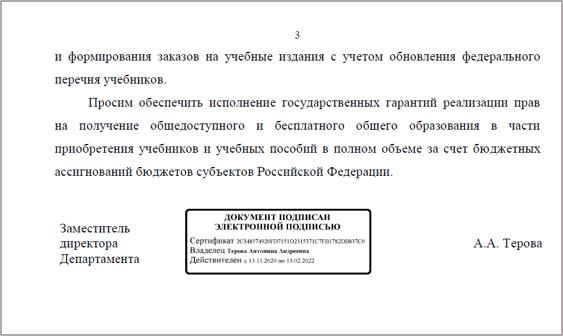 3
и формирования заказов на учебные издания с учетом обновления федерального
перечня учебников.
Просим обеспечить исполнение государственных гарантий реализации прав
на получение общедоступного и бесплатного общего образования в части
приобретения учебников и учебных пособий в полном объеме за счет бюджетных
ассигнований бюджетов субъектов Российской Федерации.
Заместитель
директора
Департамента
ДОКУМЕНТ ПОДПИСАН
ЭЛЕКТРОННОЙ ПОДПИСЬЮ
Сертификат
Владелец Терова Антонина Андреевна
Действителен с 13.11.2020 по 13.02.2022
А.А. Терова